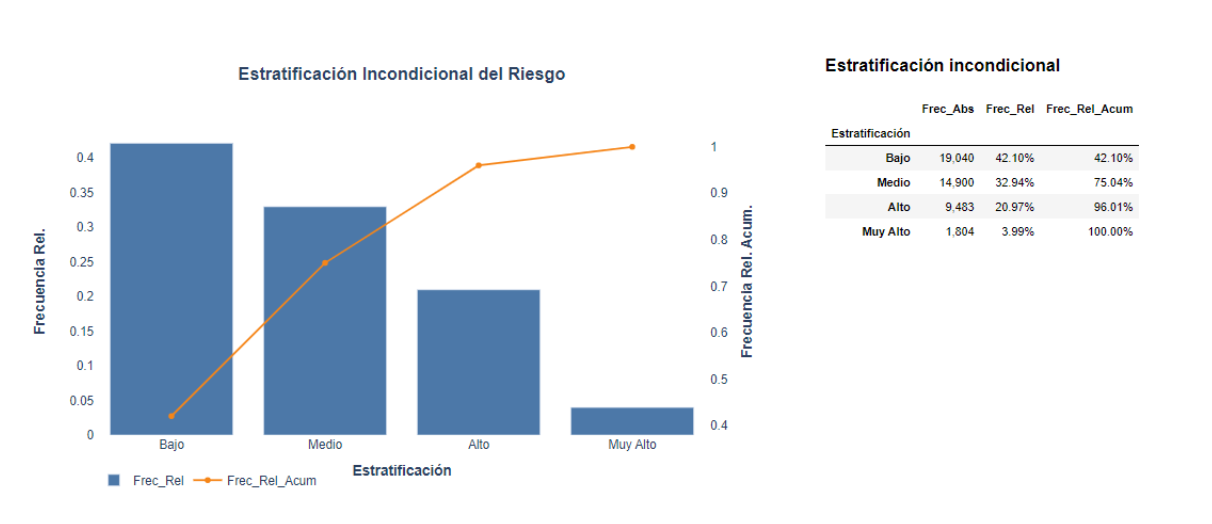 Estratificación Incondicional del Riesgo
0.4
0.35
0.3
0.25
0.2
0.15
0.1
0.05
0
Frecuencia Rel.
1
0.9
0.8
0.7
0.6
0.5
0.4
Frecuencia Rel. Acum.
Bajo Medio Alto Muy Alto
Estratificación
Frec_Rel Frec_Rel_Acum
Estratificación incondicional
Frec_Abs Frec_Rel Frec_Rel_Acum
Estratificación
Bajo 19,040 42.10% 42.10%
Medio 14,900 32.94% 75.04%
Alto 9,483 20.97% 96.01%
Muy Alto 1,804 3.99% 100.00%